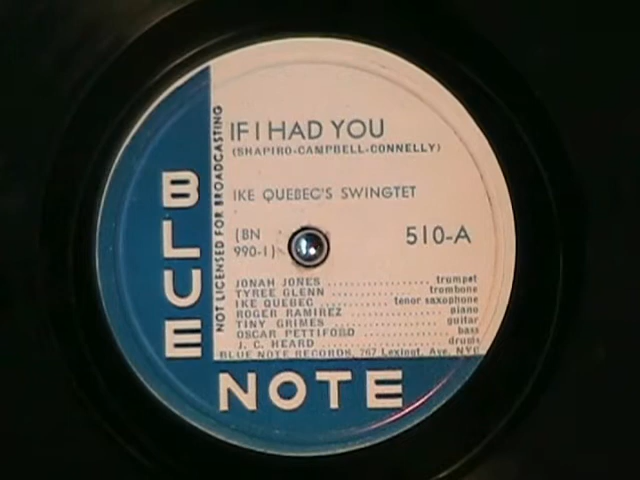 IF I HAD YOU
(SHAPIRO-CAMPBELL-CONNELLY)
IKE QUEBEC'S SWINGTET
(BN
990-1)
510-A
JONAH JONES .................... trumpet
TYREE GLENN .................... trombone
IKE QUEBEC .................... tenor saxophone
ROGER RAMIREZ .................... piano
TINY GRIMES .................... guitar
OSCAR PETTIFORD .................... bass
J. C. HEARD .................... drums
BLUE NOTE RECORDS, 767 Lexingt. Ave. NYC
NOT LICENSED FOR BROADCASTING
BLUE
NOTE